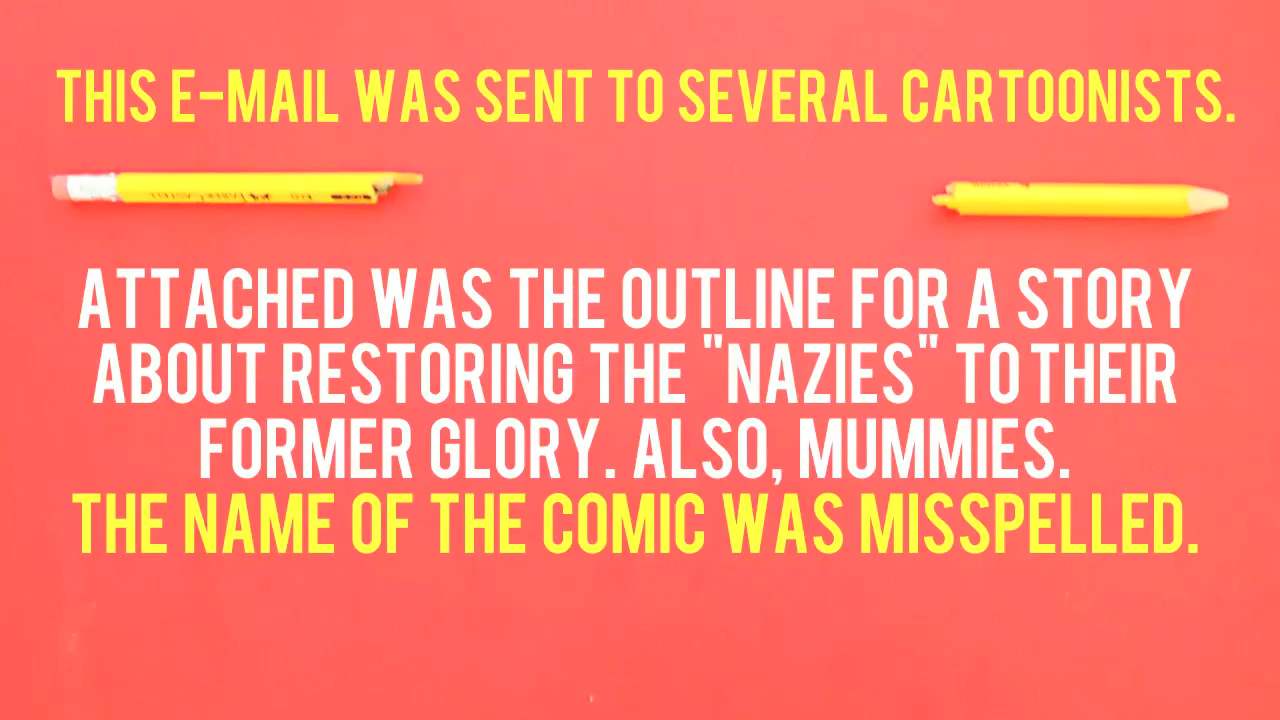 THIS E-MAIL WAS SENT TO SEVERAL CARTOONISTS.
ATTACHED WAS THE OUTLINE FOR A STORY
ABOUT RESTORING THE "NAZIES" TO THEIR
FORMER GLORY. ALSO, MUMMIES.
THE NAME OF THE COMIC WAS MISSPELLED.